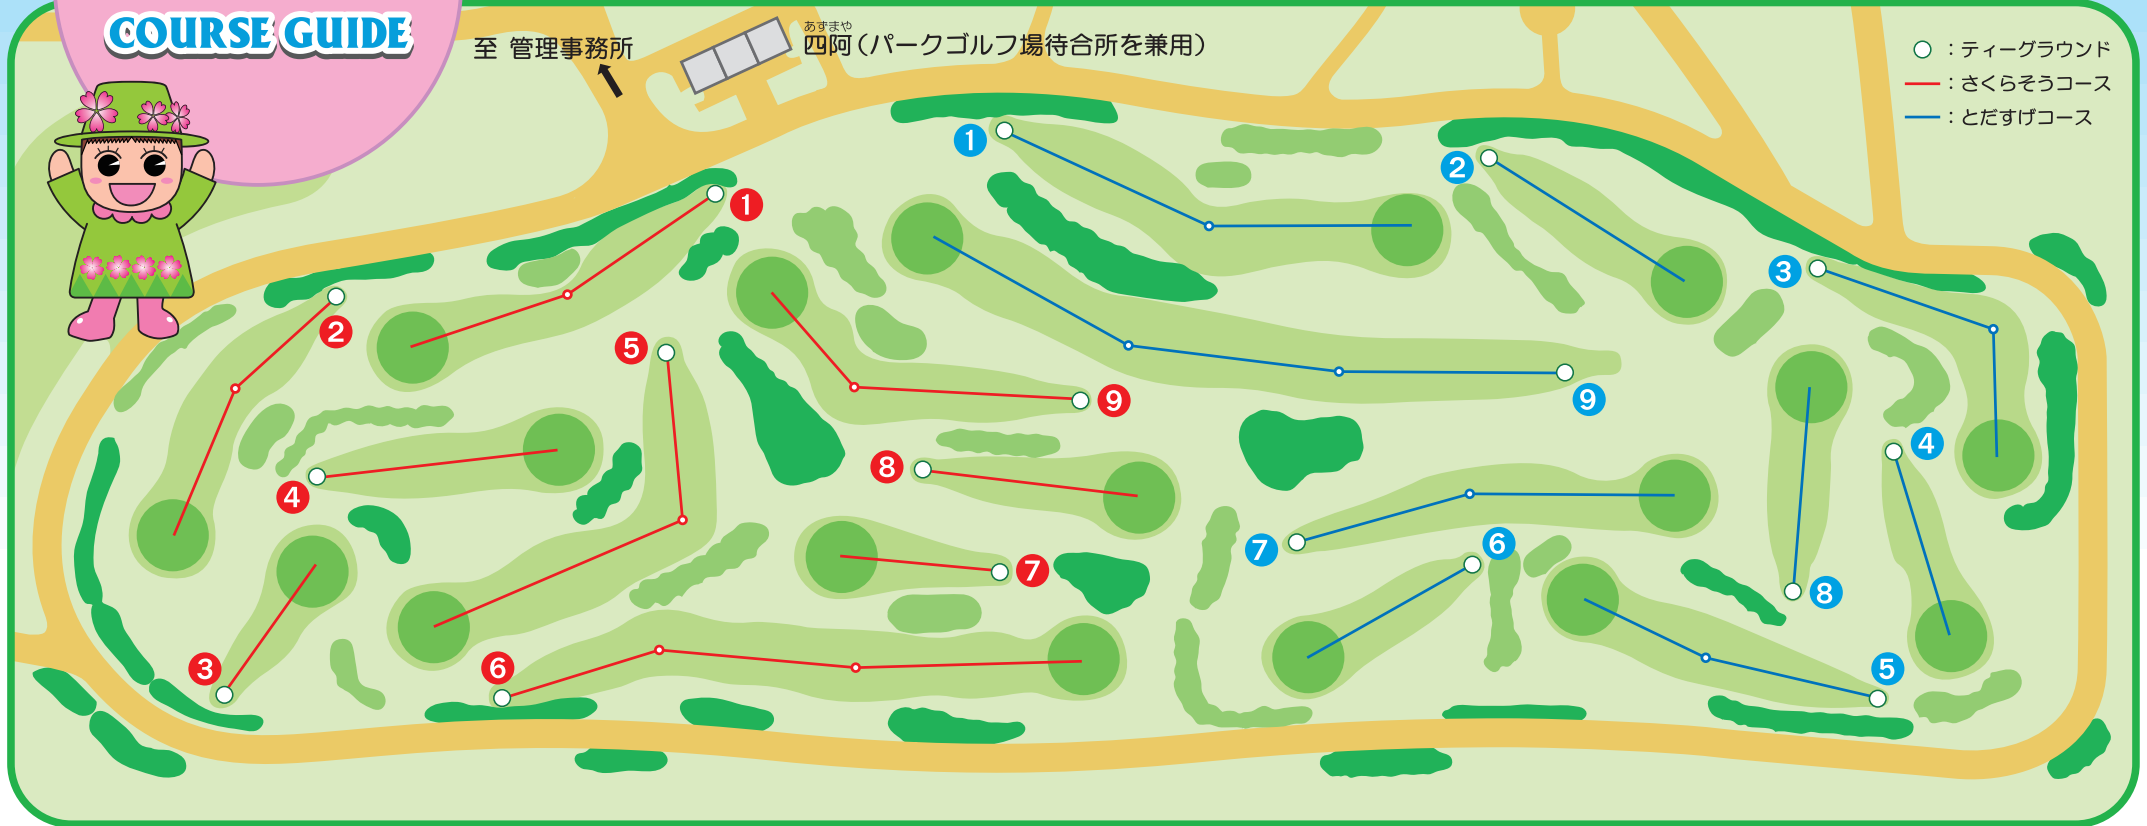 COURSE GUIDE
至 管理事務所
あずまや
四阿(パークゴルフ場待合所を兼用)
:ティーグラウンド
:さくらそうコース
:とだすげコース
1
2
1
2
3
5
9
9
4
8
4
7
6
7
8
3
6
5